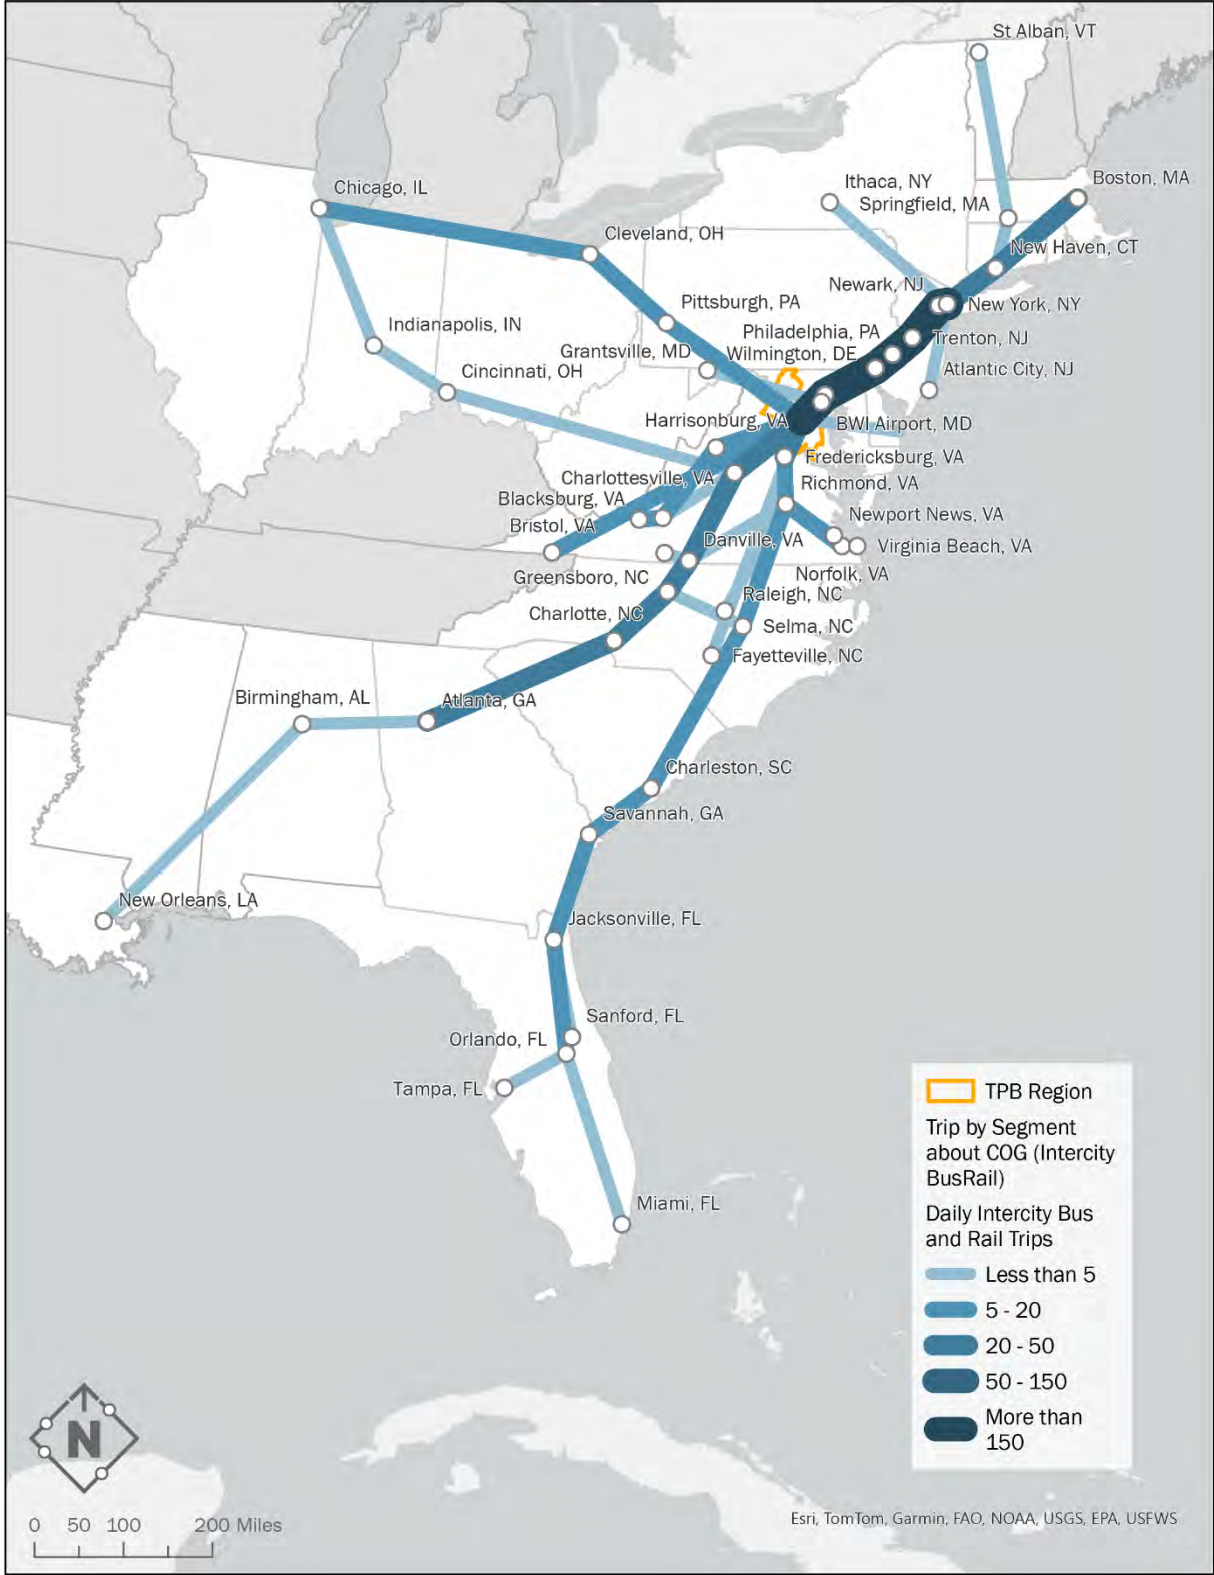 St Alban, VT
Boston, MA
Ithaca, NY
Springfield, MA
Chicago, IL
Cleveland, OH
New Haven, CT
Newark, NJ
New York, NY
Pittsburgh, PA
Indianapolis, IN
Philadelphia, PA
Trenton, NJ
Grantsville, MD
Wilmington, DE
Cincinnati, OH
Atlantic City, NJ
Harrisonburg, VA
BWI Airport, MD
Fredericksburg, VA
Charlottesville, VA
Richmond, VA
Blacksburg, VA
Newport News, VA
Bristol, VA
Danville, VA
Virginia Beach, VA
Greensboro, NC
Norfolk, VA
Raleigh, NC
Charlotte, NC
Selma, NC
Fayetteville, NC
Birmingham, AL
Atlanta, GA
Charleston, SC
Savannah, GA
New Orleans, LA
Jacksonville, FL
Sanford, FL
Orlando, FL
Tampa, FL
Miami, FL
TPB Region
Trip by Segment
about COG (Intercity
BusRail)
Daily Intercity Bus
and Rail Trips
Less than 5
5 - 20
20 - 50
50 - 150
More than
150
N
0 50 100 200 Miles
Esri, TomTom, Garmin, FAO, NOAA, USGS, EPA, USFWS